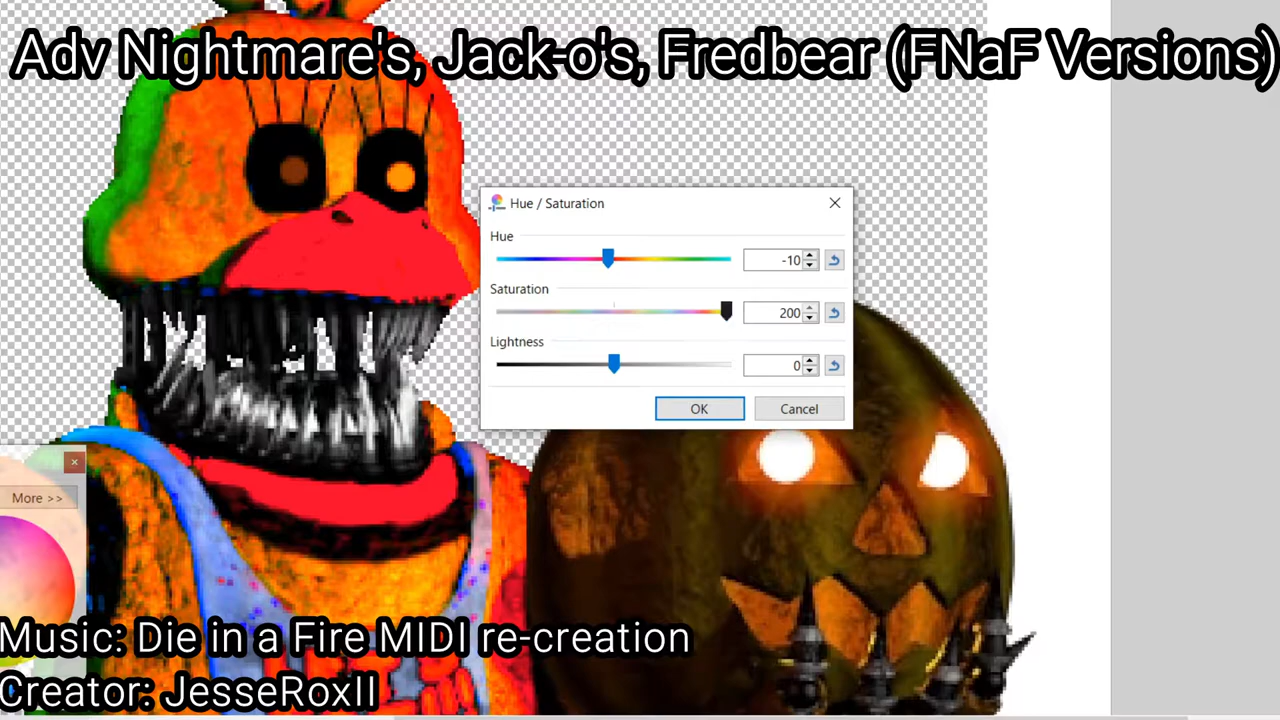 Adv Nightmare's, Jack-o's, Fredbear (FNaF Versions)
Hue / Saturation
Hue
-10
Saturation
200
Lightness
0
OK
Cancel
More >>
Music: Die in a Fire MIDI re-creation
Creator: JesseRoxII